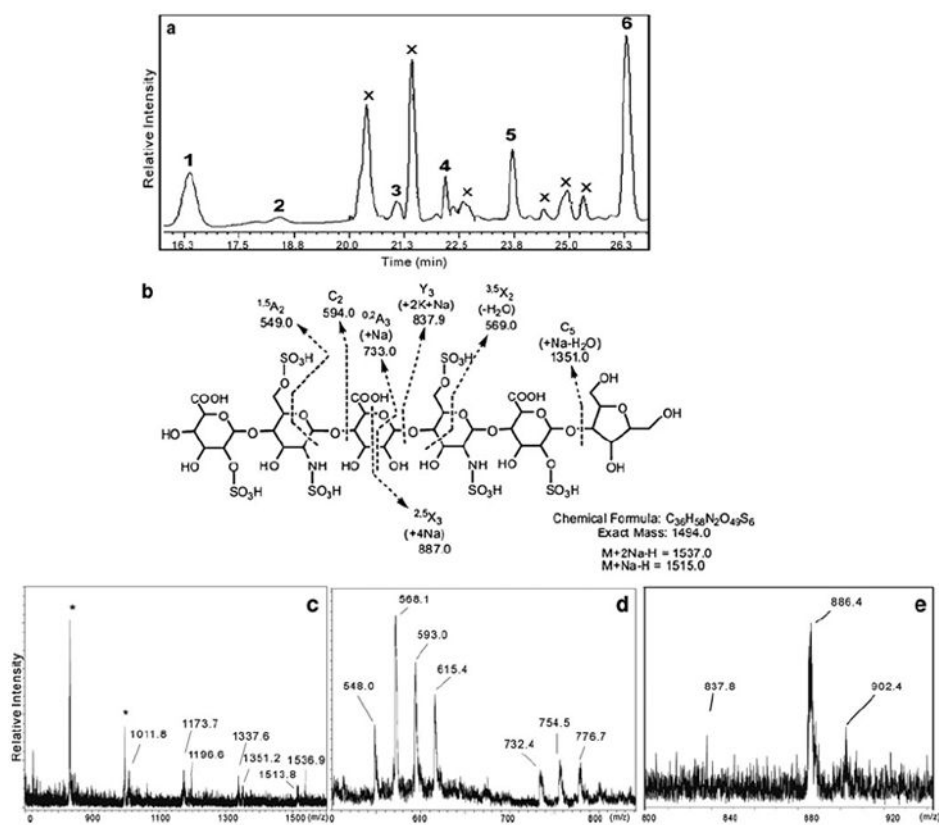 a
Relative Intensity
1
2
×
3
×
4
×
5
×
×
×
6
16.3 17.5 18.8 20.0 21.3 22.5 23.8 25.0 26.3
Time (min)
b
1,5A2
549.0
C2
594.0
0,2A3
(+Na)
733.0
Y3
(+2K+Na)
837.9
3,5X2
(-H2O)
569.0
C5
(+Na-H2O)
1351.0
SO3H
O
COOH
HO
O
HO
O
SO3H
O
O
HO
NH
SO3H
O
COOH
O
HO
OH
O
SO3H
O
O
HO
NH
SO3H
O
COOH
O
HO
O
SO3H
O
OH
O
OH
HO
2,5X3
(+4Na)
887.0
Chemical Formula: C36H58N2O49S6
Exact Mass: 1494.0
M+2Na-H = 1537.0
M+Na-H = 1515.0
c
Relative Intensity
*
*
1011.8
1173.7
1196.6
1337.6
1351.2
1513.8
1536.9
0 900 1100 1300 1500 (m/z)
d
548.0
568.1
593.0
615.4
732.4
754.5
776.7
600 700 800 (m/z)
e
837.8
886.4
902.4
800 840 880 920 (m/z)